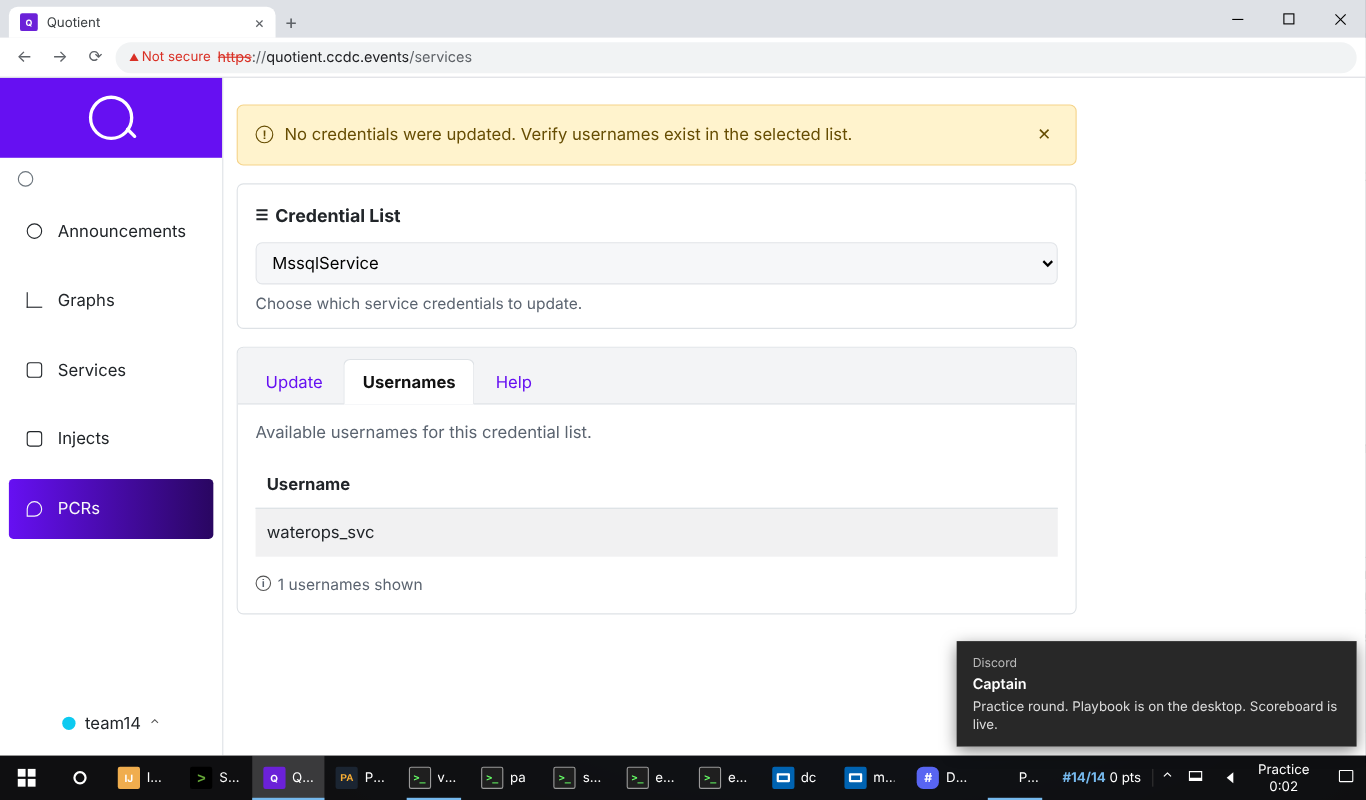 Quotient
Not secure https://quotient.ccdc.events/services
No credentials were updated. Verify usernames exist in the selected list.
Credential List
MssqlService
Choose which service credentials to update.
Announcements
Graphs
Services
Injects
PCRs
Update
Usernames
Help
Available usernames for this credential list.
Username
waterops_svc
1 usernames shown
team14
Discord
Captain
Practice round. Playbook is on the desktop. Scoreboard is
live.
IJ I...
> S...
Q Q...
PA P...
>_ v...
>_ pa
>_ s...
>_ e...
>_ e...
dc
m...
# D...
P...
#14/14 0 pts
Practice
0:02